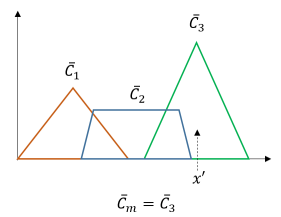 C̄₃
C̄₁
C̄₂
x′
C̄ₘ = C̄₃